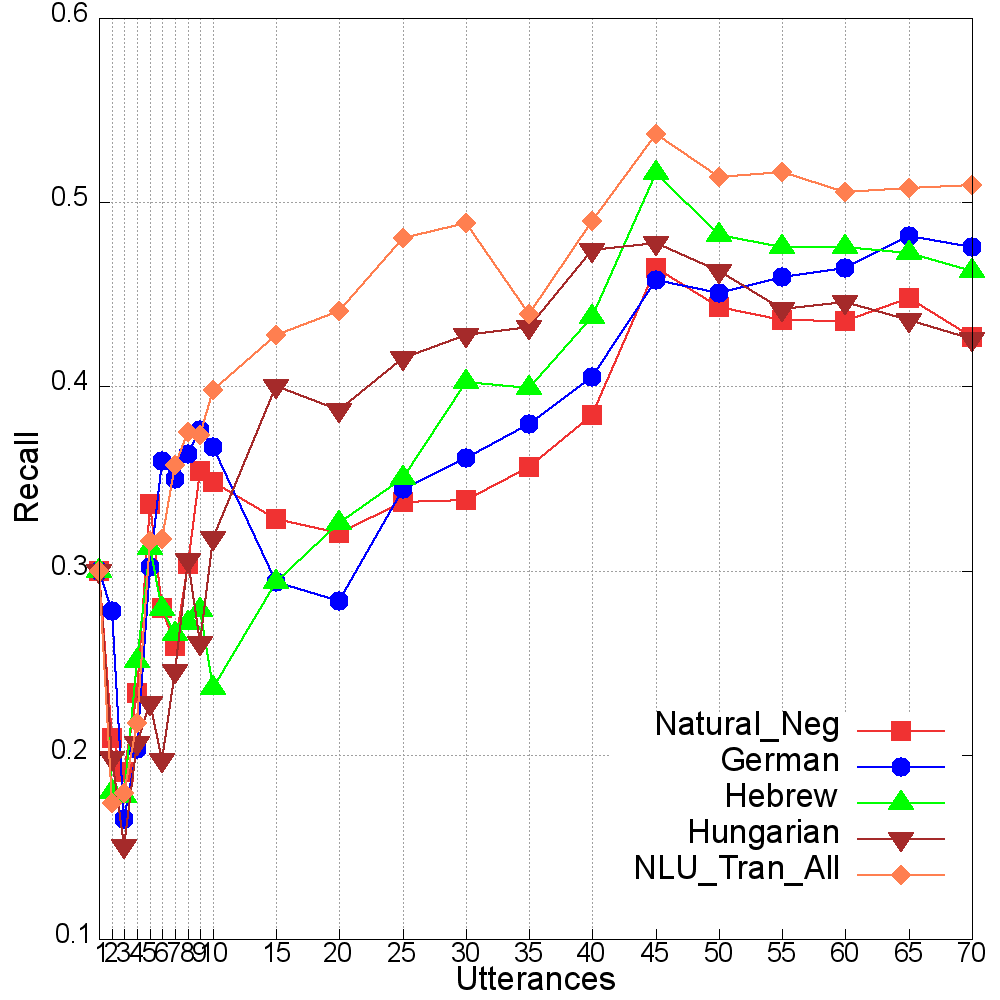 0.6
0.5
0.4
0.3
0.2
0.1
Recall
Natural_Neg
German
Hebrew
Hungarian
NLU_Tran_All
1 2 3 4 5 6 7 8 9 10 15 20 25 30 35 40 45 50 55 60 65 70
Utterances